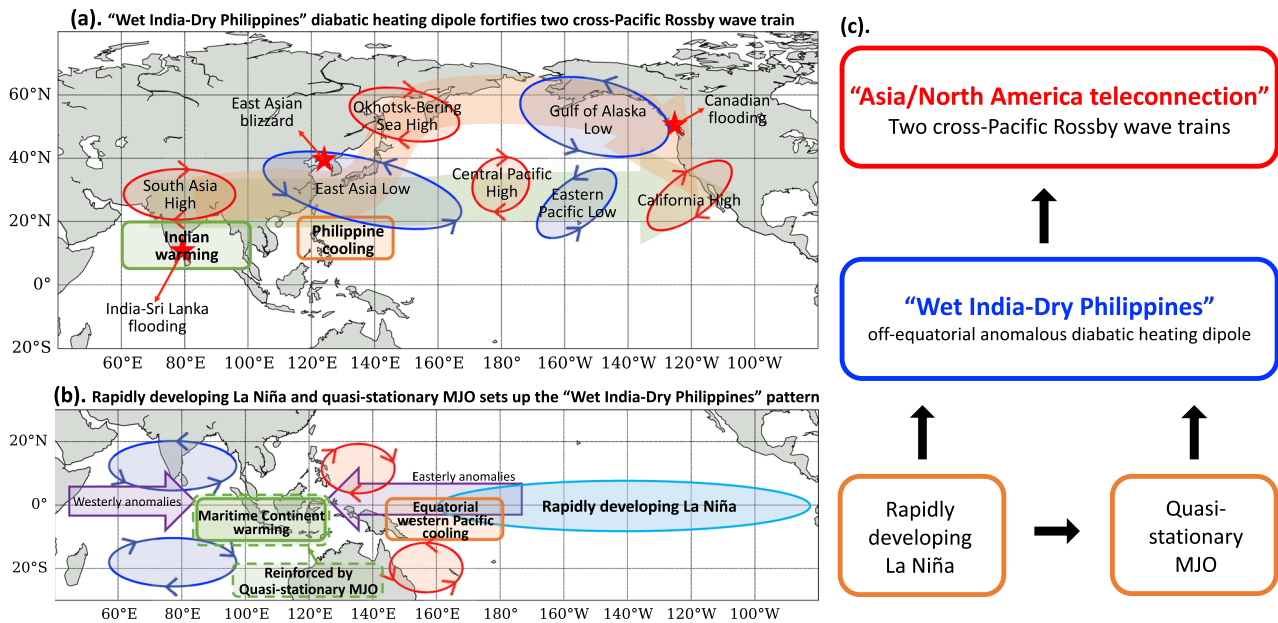 (a). “Wet India-Dry Philippines” diabatic heating dipole fortifies two cross-Pacific Rossby wave train
60°N
40°N
20°N
0°
20°S
East Asian
blizzard
Okhotsk-Bering
Sea High
Gulf of Alaska
Low
Canadian
flooding
South Asia
High
East Asia Low
Central Pacific
High
Eastern
Pacific Low
California High
Indian
warming
Philippine
cooling
India-Sri Lanka
flooding
60°E 80°E 100°E 120°E 140°E 160°E 180° 160°W 140°W 120°W 100°W
(b). Rapidly developing La Niña and quasi-stationary MJO sets up the “Wet India-Dry Philippines” pattern
20°N
0°
20°S
Westerly anomalies
Easterly anomalies
Maritime Continent
warming
Equatorial
western Pacific
cooling
Rapidly developing La Niña
Reinforced by
Quasi-stationary MJO
60°E 80°E 100°E 120°E 140°E 160°E 180° 160°W 140°W 120°W 100°W
(c).
“Asia/North America teleconnection”
Two cross-Pacific Rossby wave trains
“Wet India-Dry Philippines”
off-equatorial anomalous diabatic heating dipole
Rapidly
developing
La Niña
Quasi-
stationary
MJO